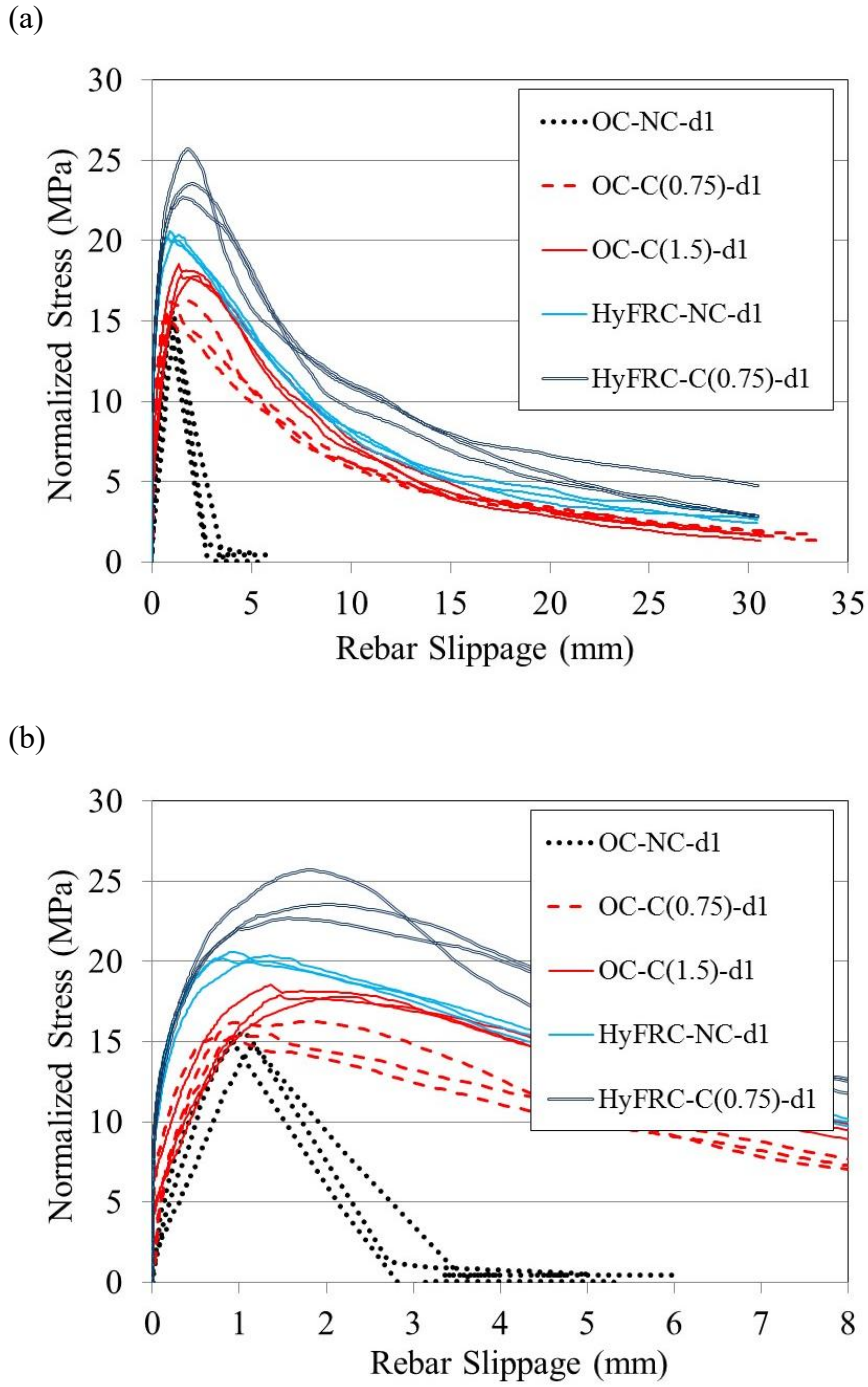 (a)
30
25
20
15
10
5
0
Normalized Stress (MPa)
OC-NC-d1
OC-C(0.75)-d1
OC-C(1.5)-d1
HyFRC-NC-d1
HyFRC-C(0.75)-d1
0 5 10 15 20 25 30 35
Rebar Slippage (mm)
(b)
30
25
20
15
10
5
0
Normalized Stress (MPa)
OC-NC-d1
OC-C(0.75)-d1
OC-C(1.5)-d1
HyFRC-NC-d1
HyFRC-C(0.75)-d1
0 1 2 3 4 5 6 7 8
Rebar Slippage (mm)